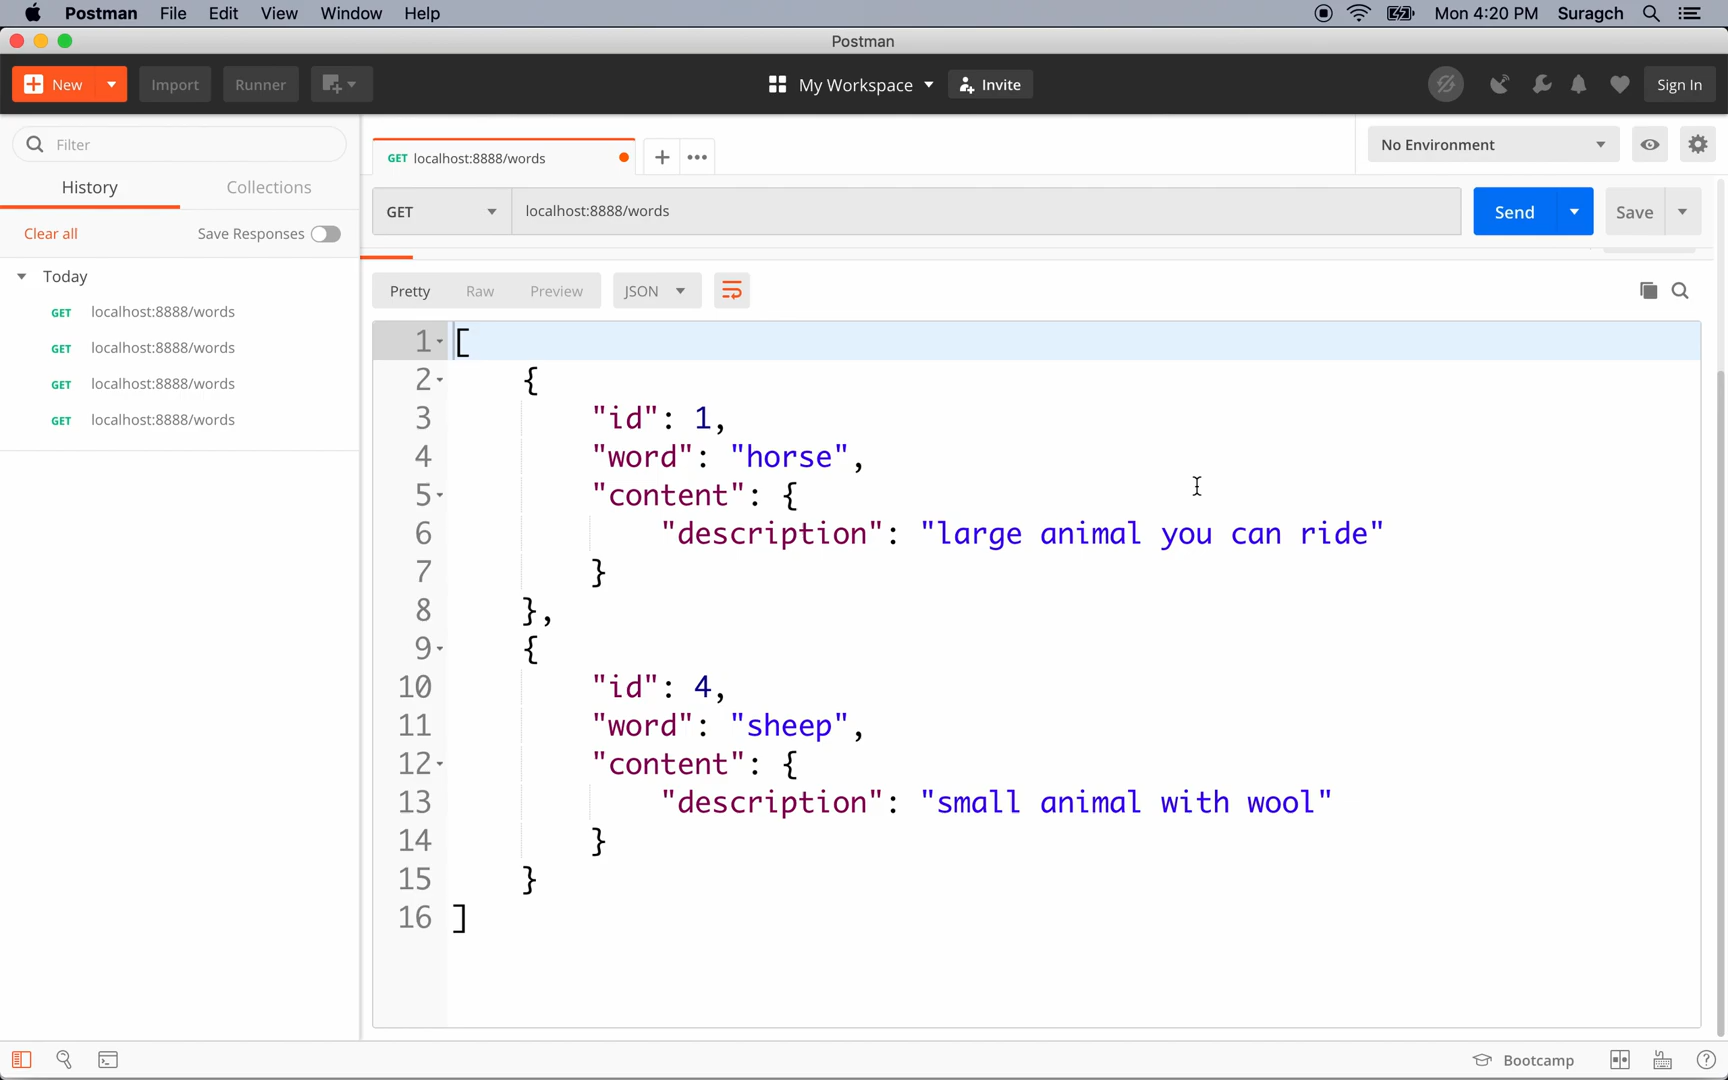 Postman File Edit View Window Help Mon 4:20 PM Suragch
Postman
New Import Runner My Workspace Invite Sign In
Filter
History Collections
Clear all Save Responses
Today
GET localhost:8888/words
GET localhost:8888/words
GET localhost:8888/words
GET localhost:8888/words
GET localhost:8888/words
No Environment
GET localhost:8888/words Send Save
Pretty Raw Preview JSON
1 [
2 {
3 "id": 1,
4 "word": "horse",
5 "content": {
6 "description": "large animal you can ride"
7 }
8 },
9 {
10 "id": 4,
11 "word": "sheep",
12 "content": {
13 "description": "small animal with wool"
14 }
15 }
16 ]
Bootcamp